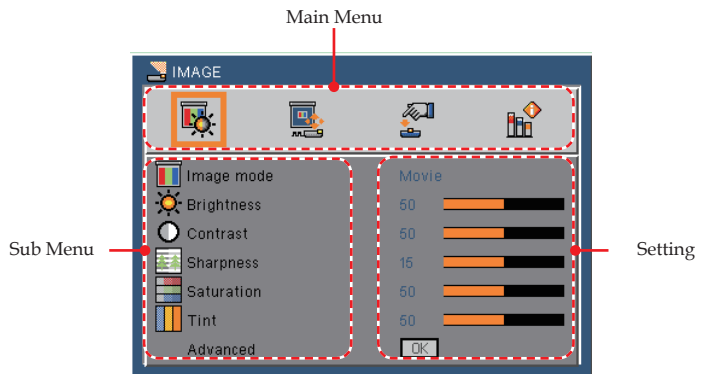 Main Menu
IMAGE
Image mode Movie
Brightness 50
Contrast 50
Sub Menu
Setting
Sharpness 15
Saturation 50
Tint 50
Advanced OK